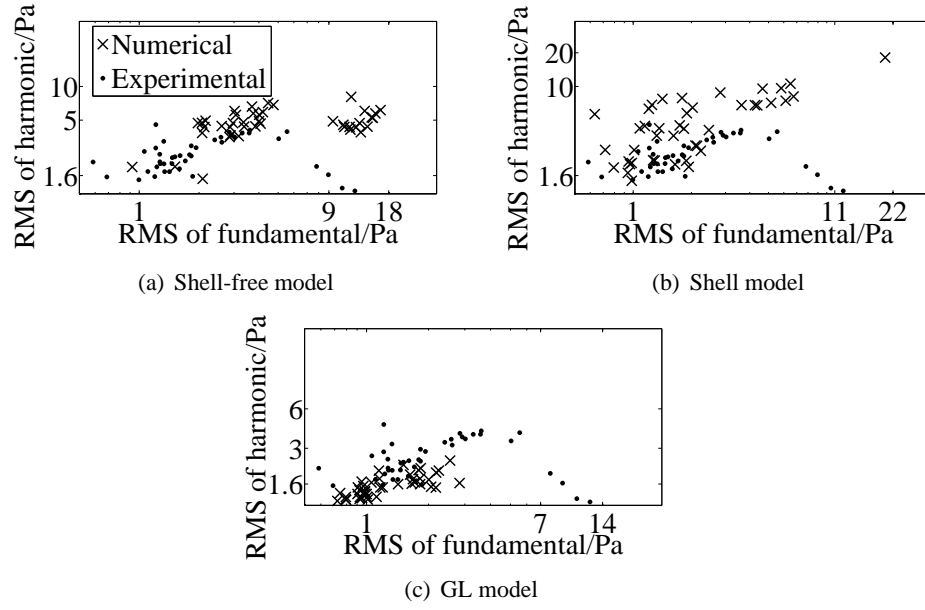 RMS of harmonic/Pa
10
5
1.6
× Numerical
• Experimental
1
9
18
RMS of fundamental/Pa
(a) Shell-free model
RMS of harmonic/Pa
20
10
1.6
1
11
22
RMS of fundamental/Pa
(b) Shell model
RMS of harmonic/Pa
6
3
1.6
1
7
14
RMS of fundamental/Pa
(c) GL model